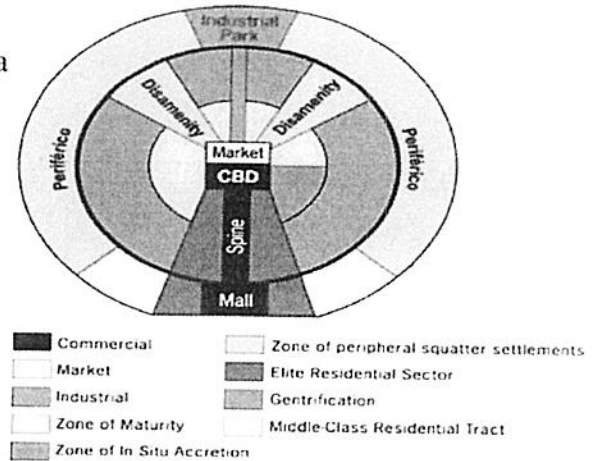 a
Industrial
Park
Disamenity
Disamenity
Periférico
Periférico
Market
CBD
Spine
Mall
Commercial
Market
Industrial
Zone of Maturity
Zone of In Situ Accretion
Zone of peripheral squatter settlements
Elite Residential Sector
Gentrification
Middle-Class Residential Tract